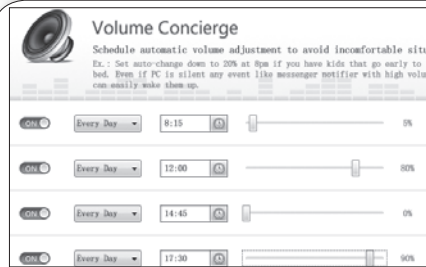 Volume Concierge
Schedule automatic volume adjustment to avoid incomfortable situ
Ex.: Set auto-change down to 20% at 8pm if you have kids that go early to
bed. Even if PC is silent any event like messenger notifier with high volu
can easily wake them up.
ON Every Day 8:15 5%
ON Every Day 12:00 80%
ON Every Day 14:45 0%
ON Every Day 17:30 90%